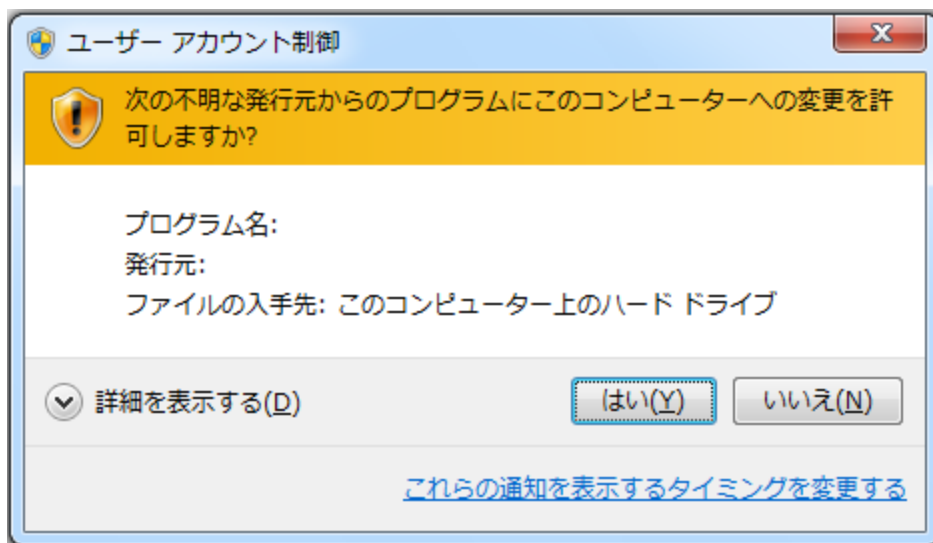 ユーザー アカウント制御
次の不明な発行元からのプログラムにこのコンピューターへの変更を許
可しますか?
プログラム名:
発行元:
ファイルの入手先: このコンピューター上のハード ドライブ
詳細を表示する(D)
はい(Y)
いいえ(N)
これらの通知を表示するタイミングを変更する